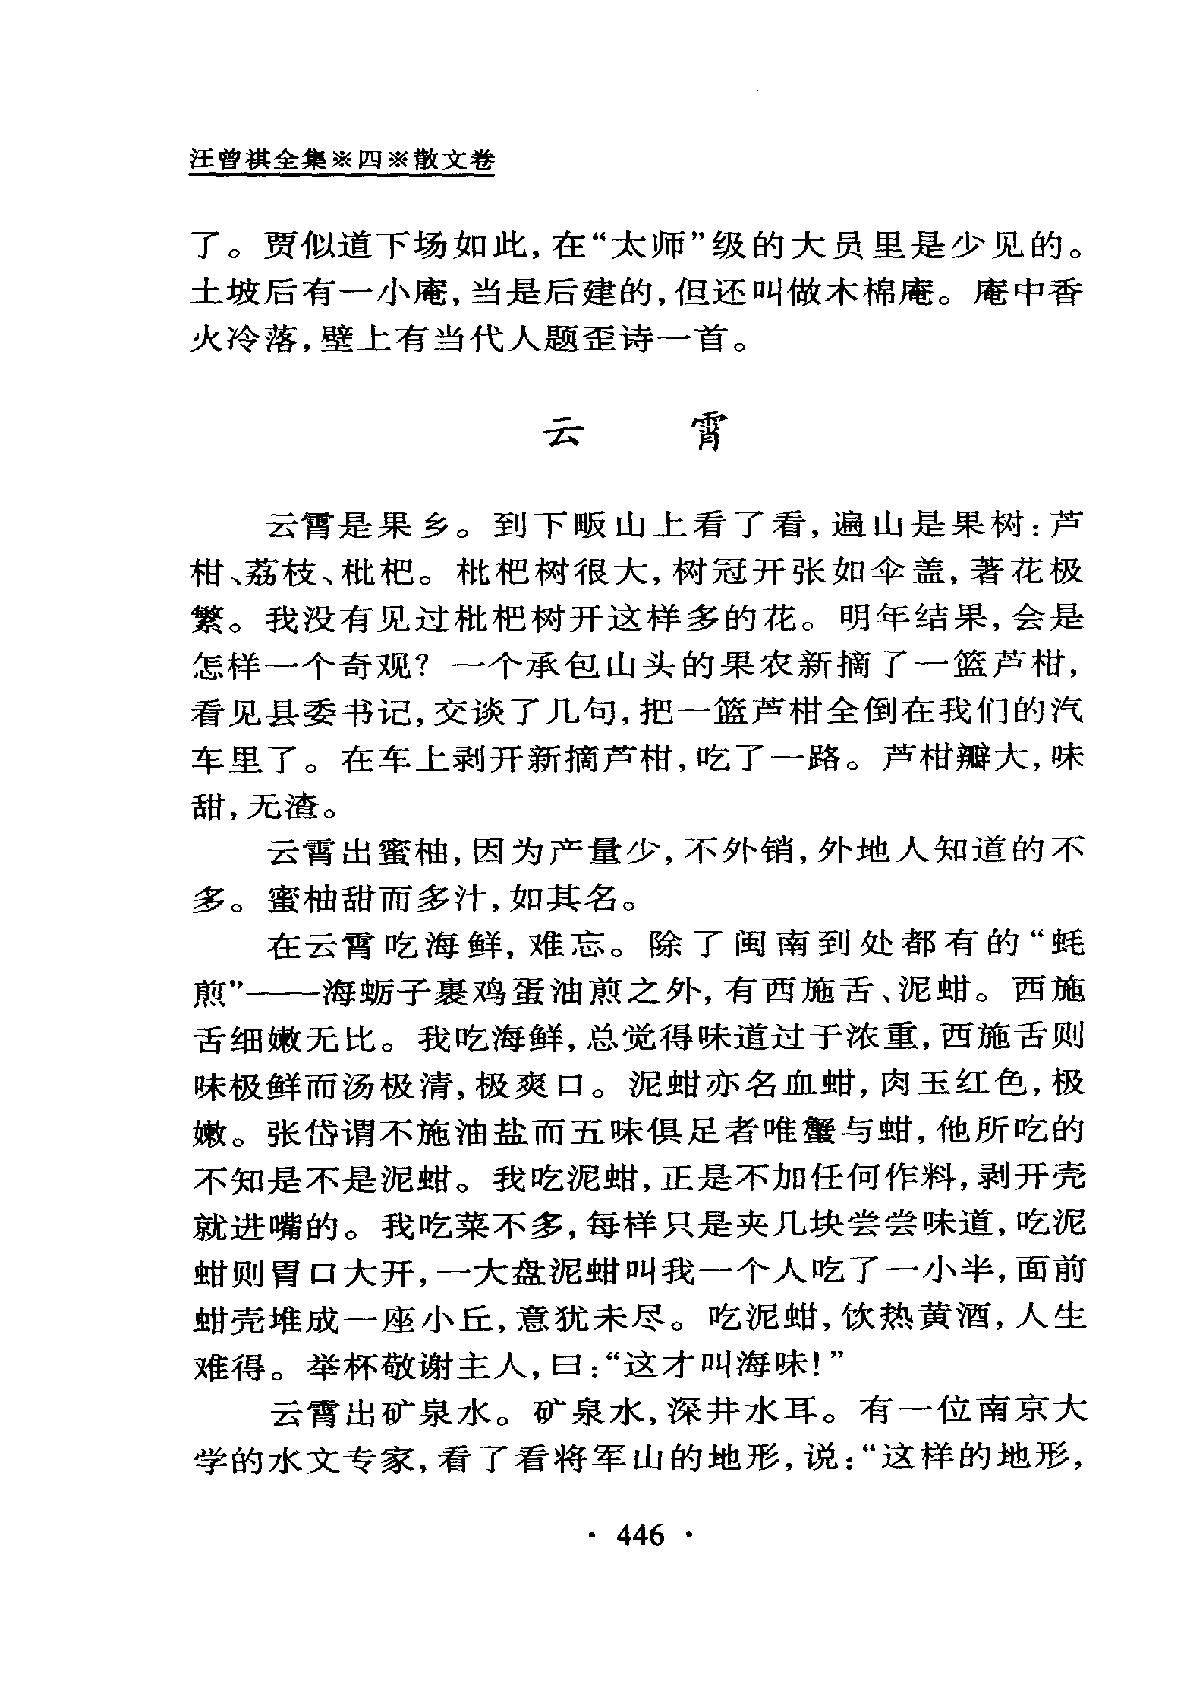 汪曾祺全集※四※散文卷
了。贾似道下场如此,在“太师”级的大员里是少见的。
土坡后有一小庵,当是后建的,但还叫做木棉庵。庵中香
火冷落,壁上有当代人题歪诗一首。
云 霄
云霄是果乡。到下畈山上看了看,遍山是果树:芦
柑、荔枝、枇杷。枇杷树很大,树冠开张如伞盖,著花极
繁。我没有见过枇杷树开这样多的花。明年结果,会是
怎样一个奇观?一个承包山头的果农新摘了一篮芦柑,
看见县委书记,交谈了几句,把一篮芦柑全倒在我们的汽
车里了。在车上剥开新摘芦柑,吃了一路。芦柑瓣大,味
甜,无渣。
云霄出蜜柚,因为产量少,不外销,外地人知道的不
多。蜜柚甜而多汁,如其名。
在云霄吃海鲜,难忘。除了闽南到处都有的“蚝
煎”——海蛎子裹鸡蛋油煎之外,有西施舌、泥蚶。西施
舌细嫩无比。我吃海鲜,总觉得味道过于浓重,西施舌则
味极鲜而汤极清,极爽口。泥蚶亦名血蚶,肉玉红色,极
嫩。张岱谓不施油盐而五味俱足者唯蟹与蚶,他所吃的
不知是不是泥蚶。我吃泥蚶,正是不加任何作料,剥开壳
就进嘴的。我吃菜不多,每样只是夹几块尝尝味道,吃泥
蚶则胃口大开,一大盘泥蚶叫我一个人吃了一小半,面前
蚶壳堆成一座小丘,意犹未尽。吃泥蚶,饮热黄酒,人生
难得。举杯敬谢主人,曰:“这才叫海味!”
云霄出矿泉水。矿泉水,深井水耳。有一位南京大
学的水文专家,看了看将军山的地形,说:“这样的地形,
· 446 ·